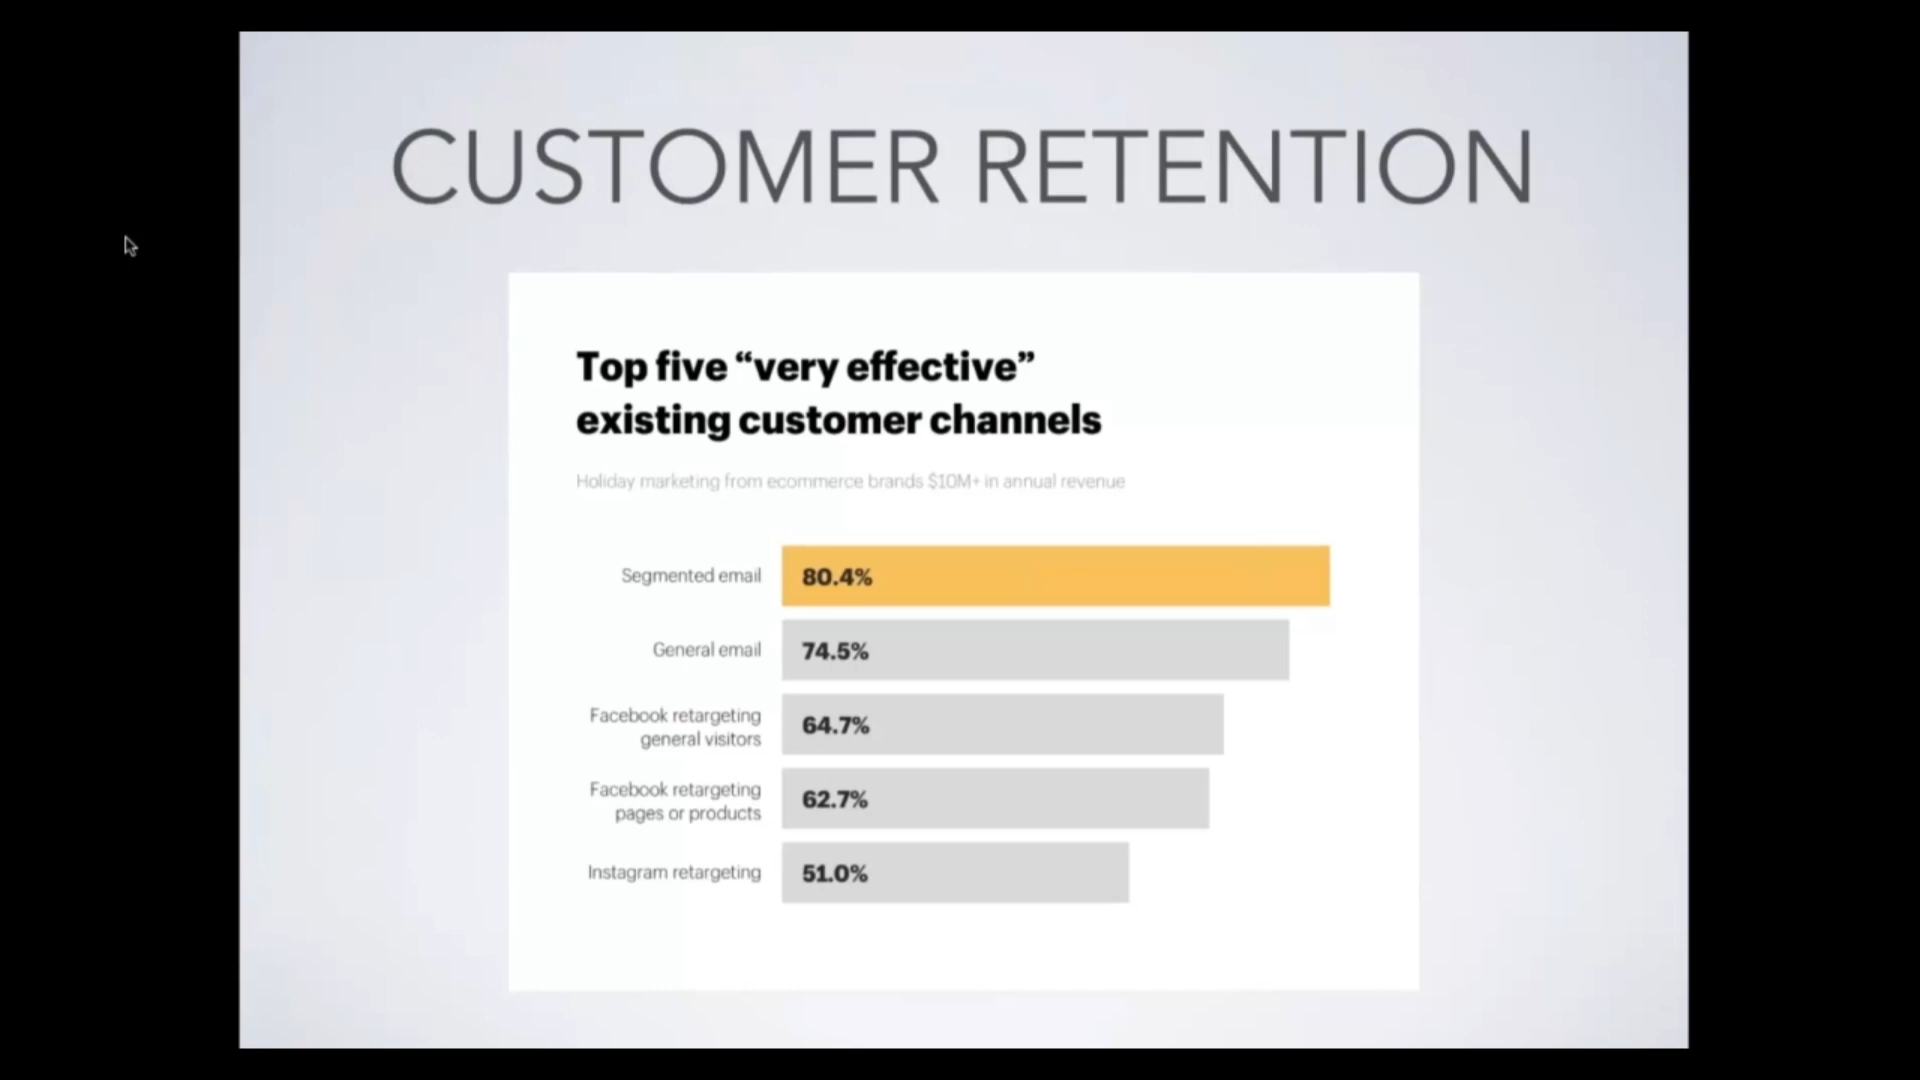 CUSTOMER RETENTION
Top five “very effective”
existing customer channels
Holiday marketing from ecommerce brands $10M+ in annual revenue
Segmented email
80.4%
General email
74.5%
Facebook retargeting
general visitors
64.7%
Facebook retargeting
pages or products
62.7%
Instagram retargeting
51.0%